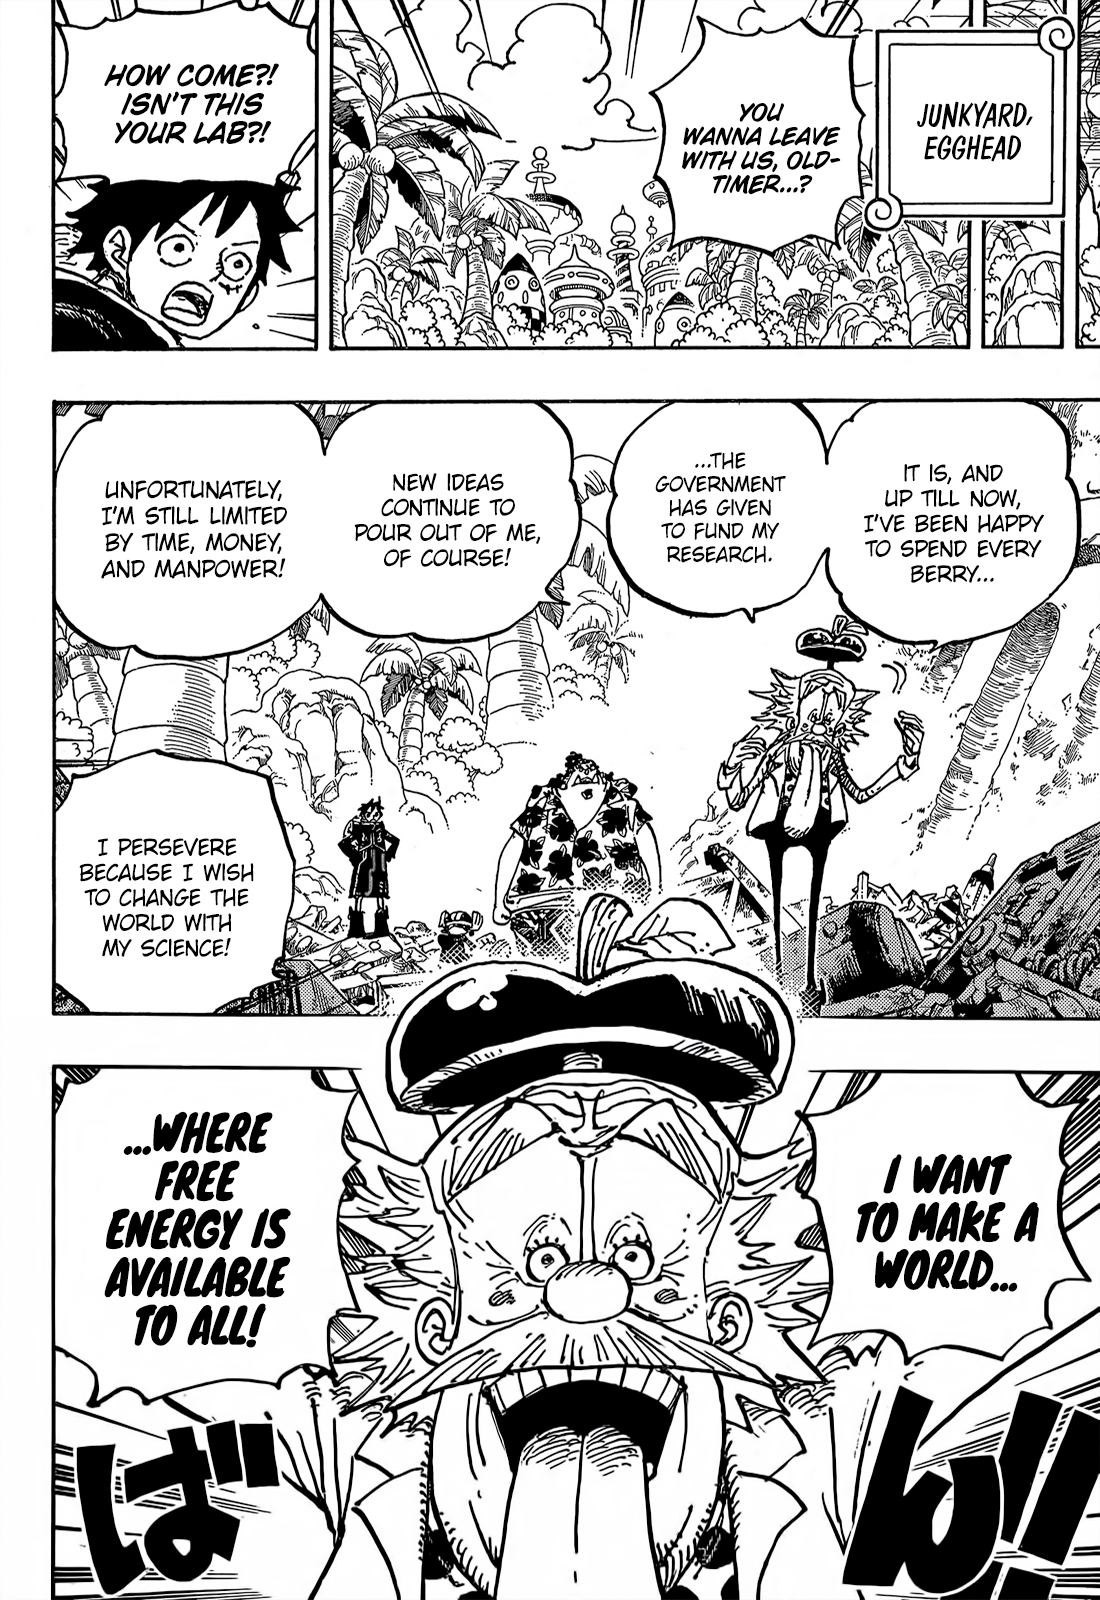 JUNKYARD,
EGGHEAD
YOU
WANNA LEAVE
WITH US, OLD-
TIMER...?
HOW COME?!
ISN'T THIS
YOUR LAB?!
IT IS, AND
UP TILL NOW,
I'VE BEEN HAPPY
TO SPEND EVERY
BERRY...
...THE
GOVERNMENT
HAS GIVEN
TO FUND MY
RESEARCH.
NEW IDEAS
CONTINUE TO
POUR OUT OF ME,
OF COURSE!
UNFORTUNATELY,
I'M STILL LIMITED
BY TIME, MONEY,
AND MANPOWER!
I PERSEVERE
BECAUSE I WISH
TO CHANGE THE
WORLD WITH
MY SCIENCE!
I WANT
TO MAKE A
WORLD...
...WHERE
FREE
ENERGY IS
AVAILABLE
TO ALL!
ばん!!